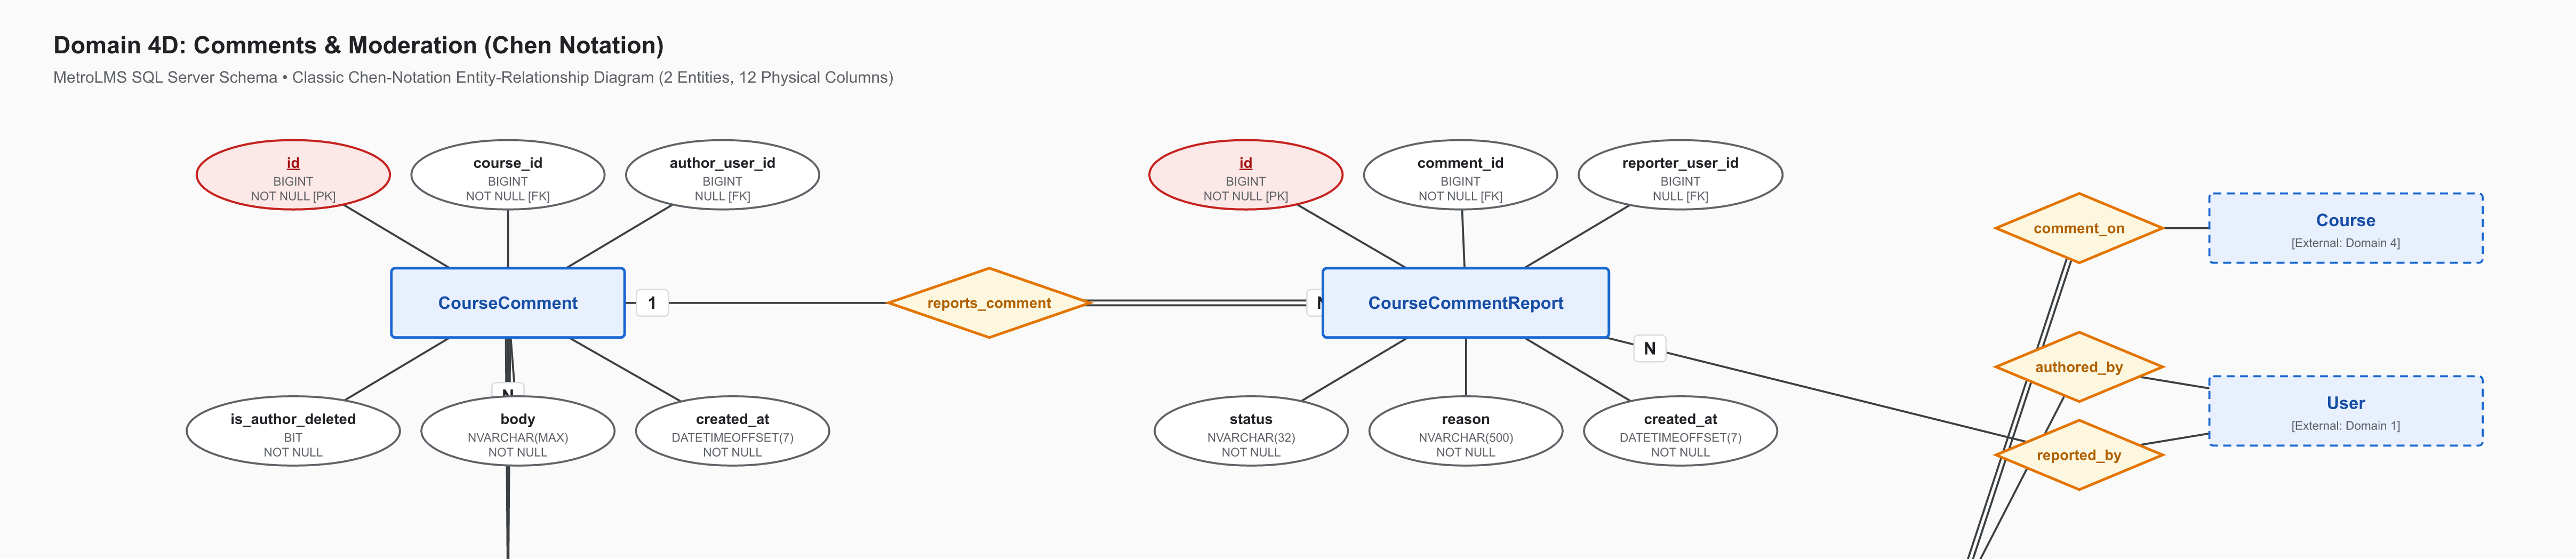 Domain 4D: Comments & Moderation (Chen Notation)
MetroLMS SQL Server Schema • Classic Chen-Notation Entity-Relationship Diagram (2 Entities, 12 Physical Columns)
id
BIGINT
NOT NULL [PK]
course_id
BIGINT
NOT NULL [FK]
author_user_id
BIGINT
NULL [FK]
id
BIGINT
NOT NULL [PK]
comment_id
BIGINT
NOT NULL [FK]
reporter_user_id
BIGINT
NULL [FK]
comment_on
Course
[External: Domain 4]
CourseComment
1
reports_comment
CourseCommentReport
N
authored_by
User
[External: Domain 1]
reported_by
is_author_deleted
BIT
NOT NULL
body
NVARCHAR(MAX)
NOT NULL
created_at
DATETIMEOFFSET(7)
NOT NULL
status
NVARCHAR(32)
NOT NULL
reason
NVARCHAR(500)
NOT NULL
created_at
DATETIMEOFFSET(7)
NOT NULL